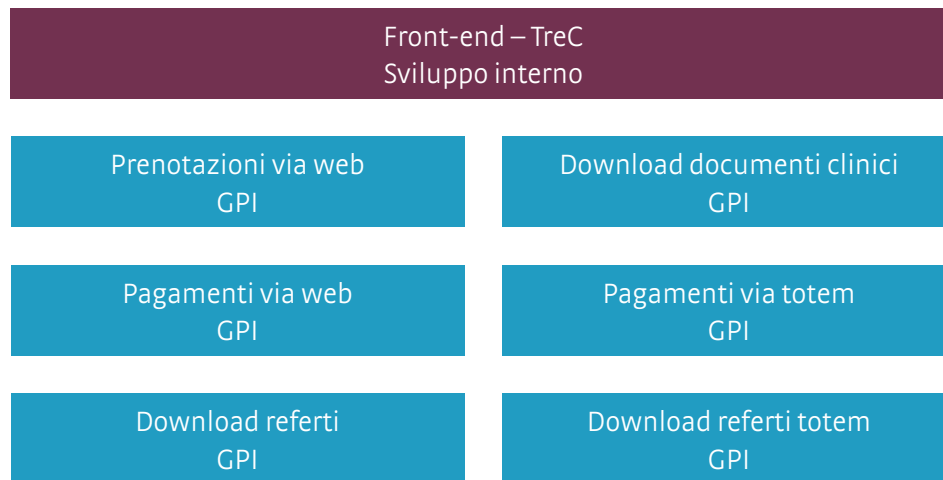 Front-end – TreC
Sviluppo interno
Prenotazioni via web
GPI
Download documenti clinici
GPI
Pagamenti via web
GPI
Pagamenti via totem
GPI
Download referti
GPI
Download referti totem
GPI